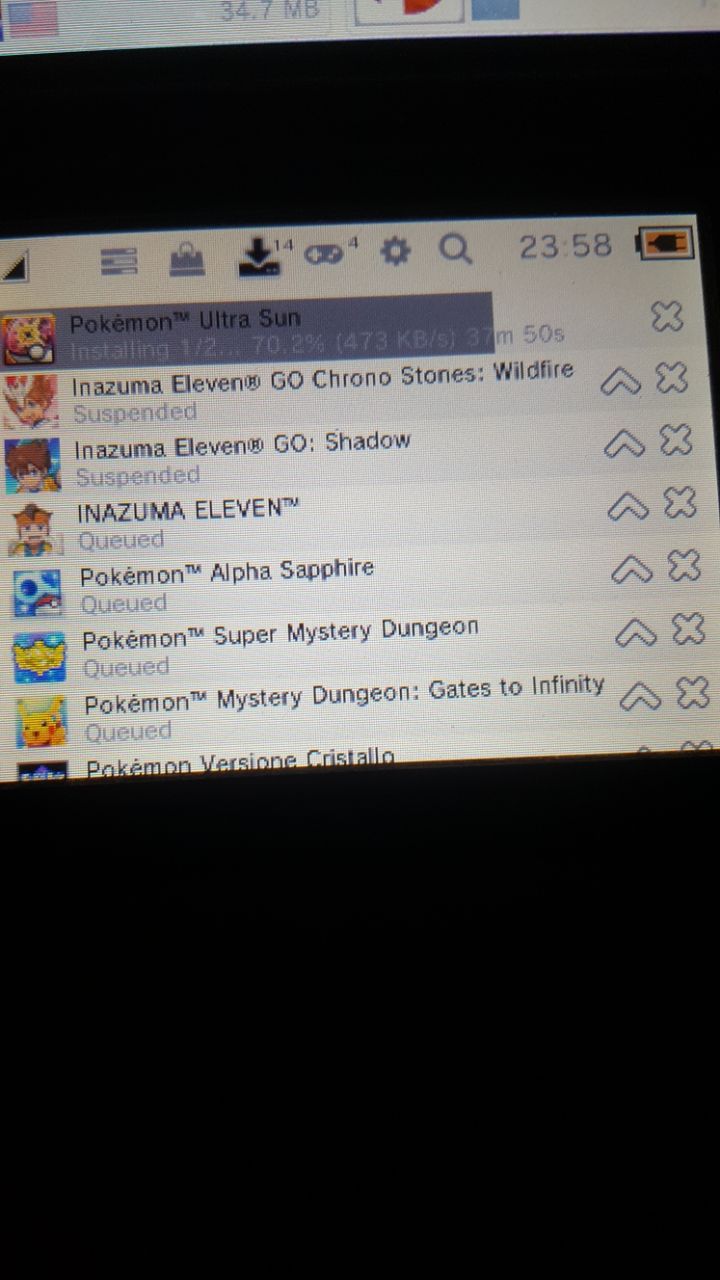 34.7 MB
14
4
23:58
Pokémon™ Ultra Sun
Installing 1/2... 70.2% (473 KB/s) 37m 50s
Inazuma Eleven® GO Chrono Stones: Wildfire
Suspended
Inazuma Eleven® GO: Shadow
Suspended
INAZUMA ELEVEN™
Queued
Pokémon™ Alpha Sapphire
Queued
Pokémon™ Super Mystery Dungeon
Queued
Pokémon™ Mystery Dungeon: Gates to Infinity
Queued
Pokémon Versione Cristallo